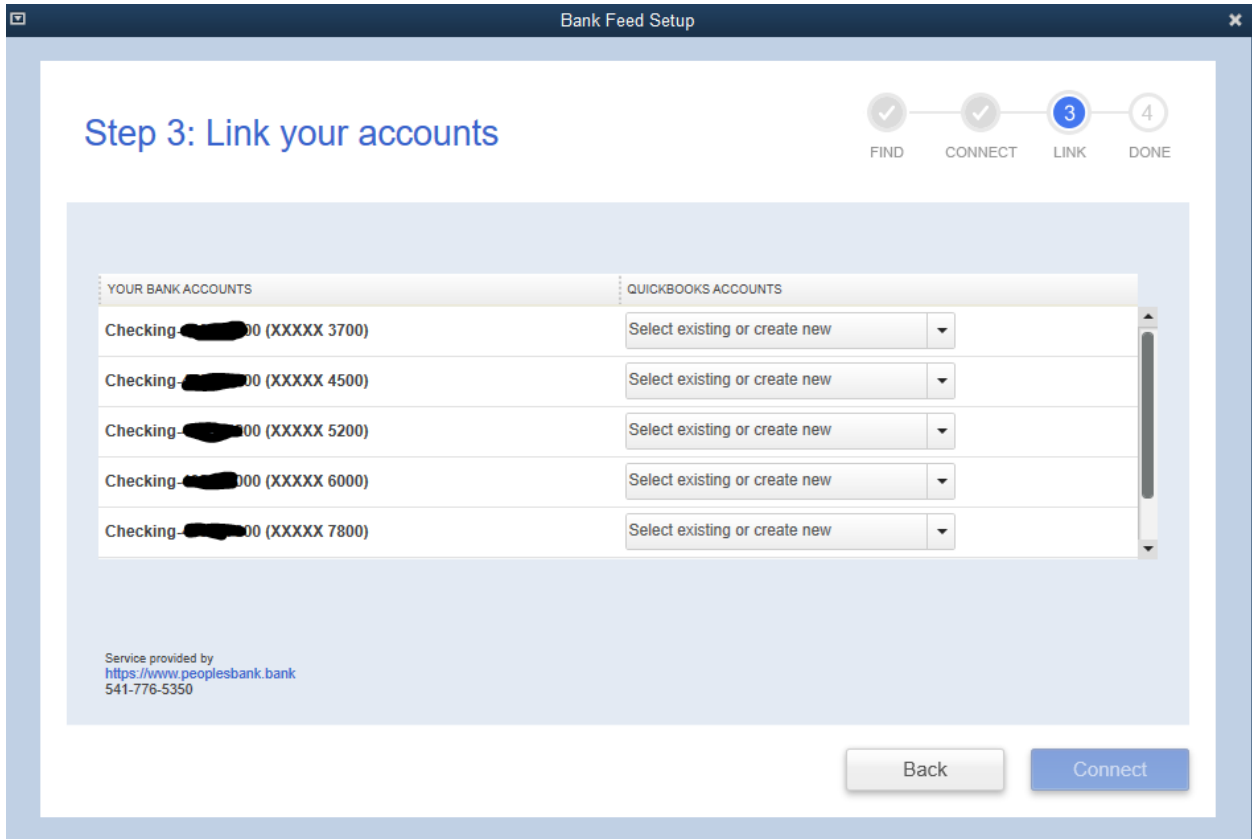 Bank Feed Setup
Step 3: Link your accounts
3
4
FIND
CONNECT
LINK
DONE
YOUR BANK ACCOUNTS
QUICKBOOKS ACCOUNTS
Checking- 00 (XXXXX 3700)
Select existing or create new
Checking- 00 (XXXXX 4500)
Select existing or create new
Checking- 00 (XXXXX 5200)
Select existing or create new
Checking- 000 (XXXXX 6000)
Select existing or create new
Checking- 00 (XXXXX 7800)
Select existing or create new
Service provided by
https://www.peoplesbank.bank
541-776-5350
Back
Connect